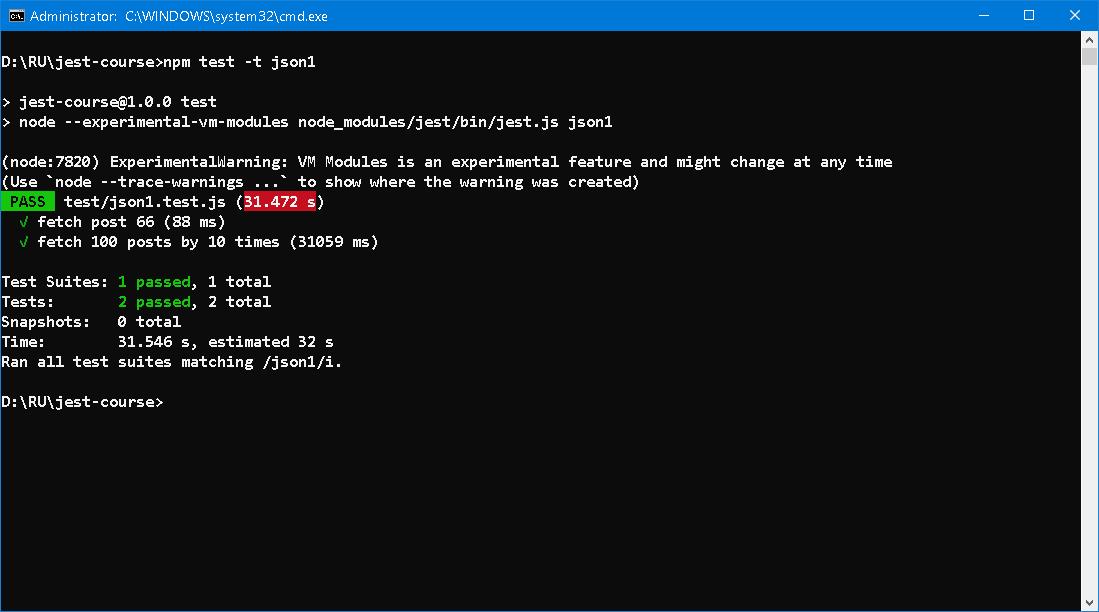 Administrator: C:\WINDOWS\system32\cmd.exe
D:\RU\jest-course>npm test -t json1
> jest-course@1.0.0 test
> node --experimental-vm-modules node_modules/jest/bin/jest.js json1
(node:7820) ExperimentalWarning: VM Modules is an experimental feature and might change at any time
(Use `node --trace-warnings ...` to show where the warning was created)
PASS test/json1.test.js (31.472 s)
√ fetch post 66 (88 ms)
√ fetch 100 posts by 10 times (31059 ms)
Test Suites: 1 passed, 1 total
Tests: 2 passed, 2 total
Snapshots: 0 total
Time: 31.546 s, estimated 32 s
Ran all test suites matching /json1/i.
D:\RU\jest-course>